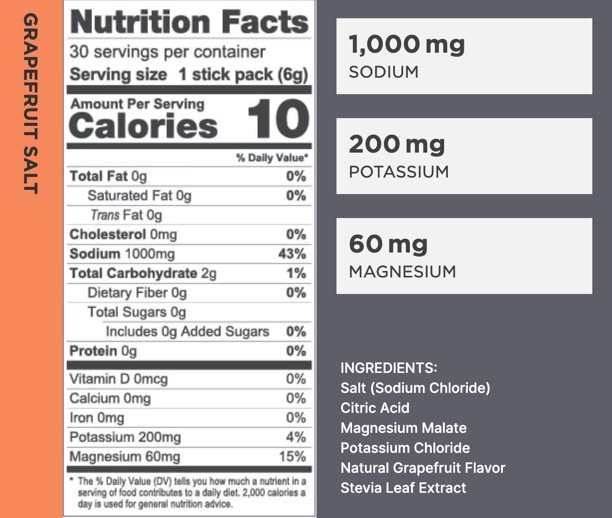 GRAPEFRUIT SALT
Nutrition Facts
30 servings per container
Serving size 1 stick pack (6g)
Amount Per Serving
Calories 10
% Daily Value*
Total Fat 0g 0%
Saturated Fat 0g 0%
Trans Fat 0g
Cholesterol 0mg 0%
Sodium 1000mg 43%
Total Carbohydrate 2g 1%
Dietary Fiber 0g 0%
Total Sugars 0g
Includes 0g Added Sugars 0%
Protein 0g 0%
Vitamin D 0mcg 0%
Calcium 0mg 0%
Iron 0mg 0%
Potassium 200mg 4%
Magnesium 60mg 15%
* The % Daily Value (DV) tells you how much a nutrient in a
serving of food contributes to a daily diet. 2,000 calories a
day is used for general nutrition advice.
1,000 mg
SODIUM
200 mg
POTASSIUM
60 mg
MAGNESIUM
INGREDIENTS:
Salt (Sodium Chloride)
Citric Acid
Magnesium Malate
Potassium Chloride
Natural Grapefruit Flavor
Stevia Leaf Extract